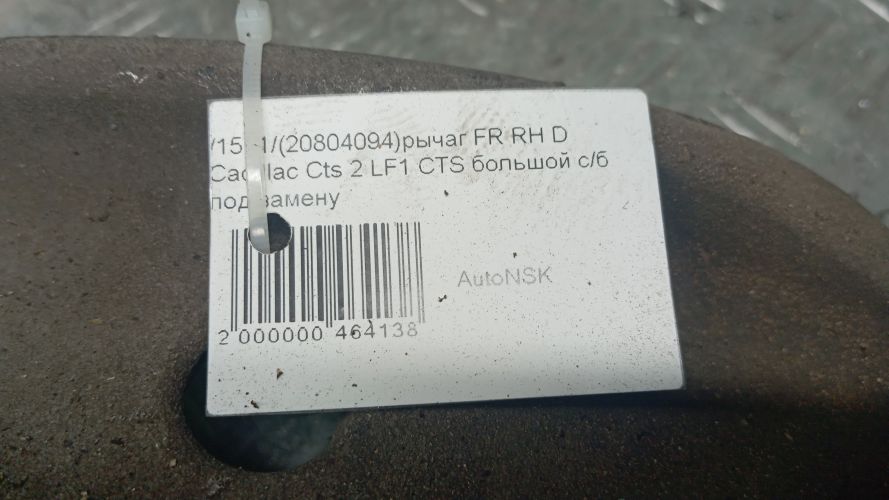 FR RH D
(20804094)рычаг
Cts 2 LF1 CTS большой с/б
замену
AutoNSK
2 000000 464138